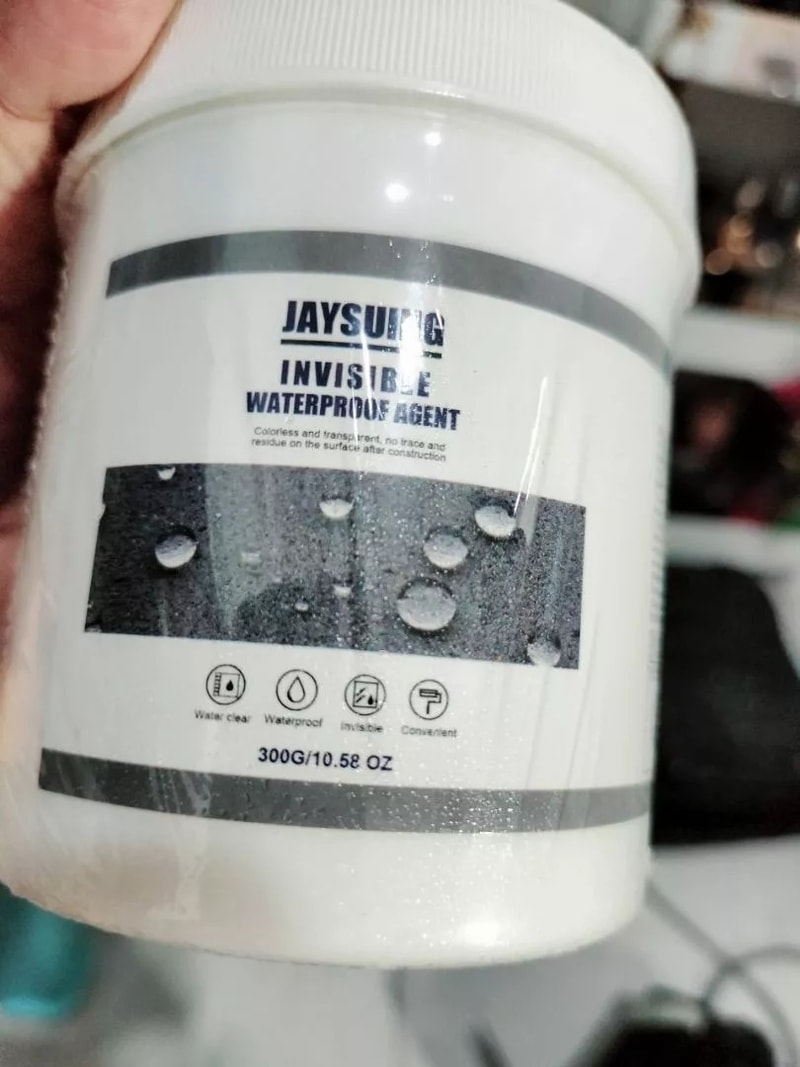 JAYSUING
INVISIBLE
WATERPROOF AGENT
Colorless and transparent, no trace and
residue on the surface after construction
Water clear
Waterproof
Invisible
Convenient
300G/10.58 OZ